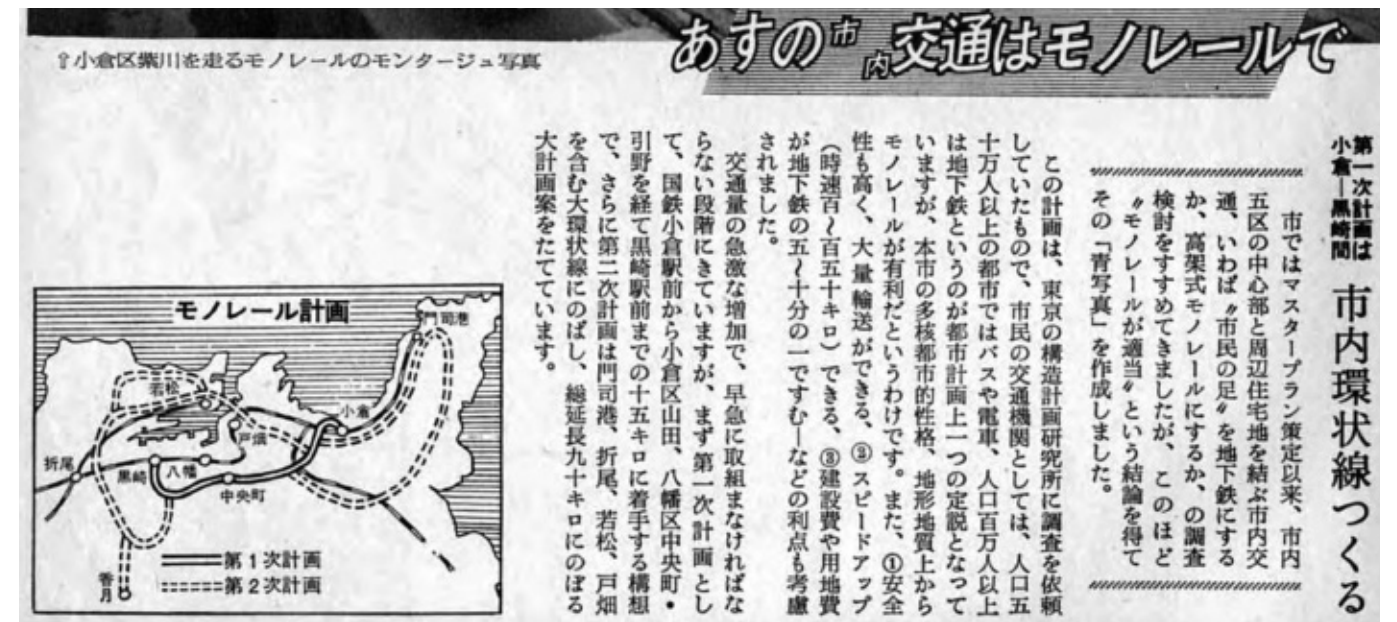 あすの市内交通はモノレールで
⇧小倉区紫川を走るモノレールのモンタージュ写真
第一次計画は
小倉―黒崎間
市内環状線つくる
市ではマスタープラン策定以来、市内
五区の中心部と周辺住宅地を結ぶ市内交
通、いわば〝市民の足〟を地下鉄にする
か、高架式モノレールにするか、の調査
検討をすすめてきましたが、このほど
〝モノレールが適当〟という結論を得て
その「青写真」を作成しました。
この計画は、東京の構造計画研究所に調査を依頼
していたもので、市民の交通機関としては、人口五
十万人以上の都市ではバスや電車、人口百万人以上
は地下鉄というのが都市計画上一つの定説となって
いますが、本市の多核都市的性格、地形地質上から
モノレールが有利だというわけです。また、①安全
性も高く、大量輸送ができる、②スピードアップ
（時速百〜百五十キロ）できる、③建設費や用地費
が地下鉄の五〜十分の一ですむ―などの利点も考慮
されました。
交通量の急激な増加で、早急に取組まなければな
らない段階にきていますが、まず第一次計画とし
て、国鉄小倉駅前から小倉区山田、八幡区中央町・
引野を経て黒崎駅前までの十五キロに着手する構想
で、さらに第二次計画は門司港、折尾、若松、戸畑
を含む大環状線にのばし、総延長九十キロにのぼる
大計画案をたてています。
モノレール計画
門司港
若松
小倉
戸畑
折尾
黒崎
八幡
中央町
香月
第1次計画
第2次計画